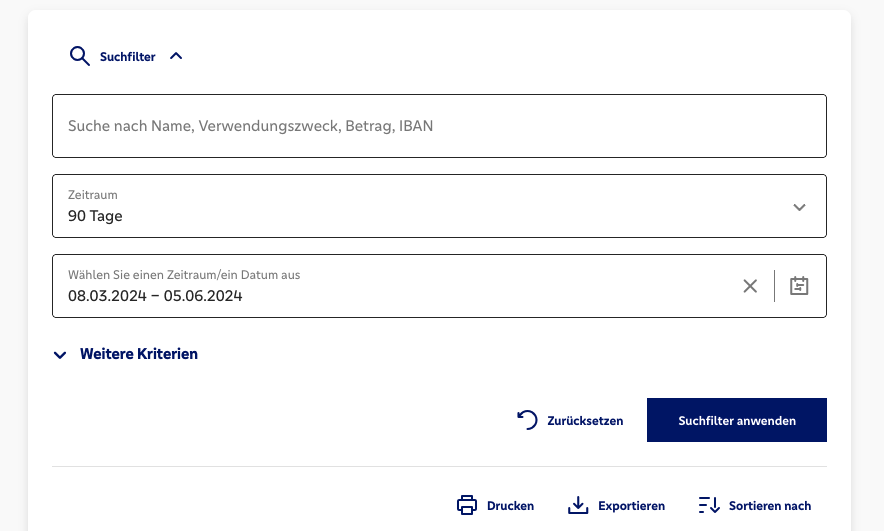 Suchfilter
Suche nach Name, Verwendungszweck, Betrag, IBAN
Zeitraum
90 Tage
Wählen Sie einen Zeitraum/ein Datum aus
08.03.2024 – 05.06.2024
Weitere Kriterien
Zurücksetzen
Suchfilter anwenden
Drucken
Exportieren
Sortieren nach